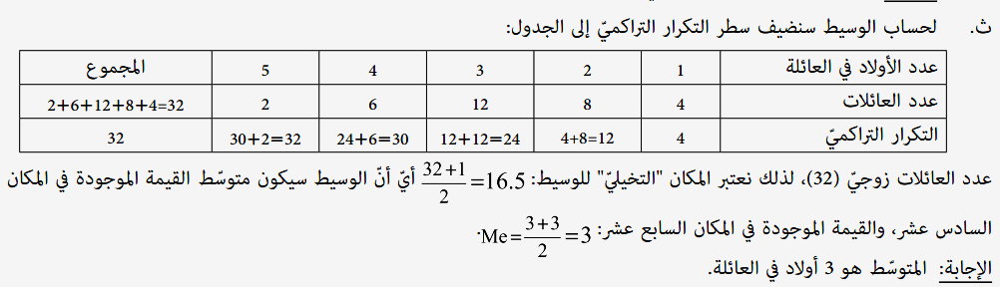 ث. لحساب الوسيط سنضيف سطر التكرار التراكميّ إلى الجدول:
عدد الأولاد في العائلة 1 2 3 4 5 المجموع
عدد العائلات 4 8 12 6 2 2+6+12+8+4=32
التكرار التراكميّ 4 4+8=12 12+12=24 24+6=30 30+2=32 32
عدد العائلات زوجيّ (32)، لذلك نعتبر المكان "التخيليّ" للوسيط: (32+1)/2=16.5 أيّ أنّ الوسيط سيكون متوسّط القيمة الموجودة في المكان
السادس عشر، والقيمة الموجودة في المكان السابع عشر: Me=(3+3)/2=3.
الإجابة: المتوسّط هو 3 أولاد في العائلة.